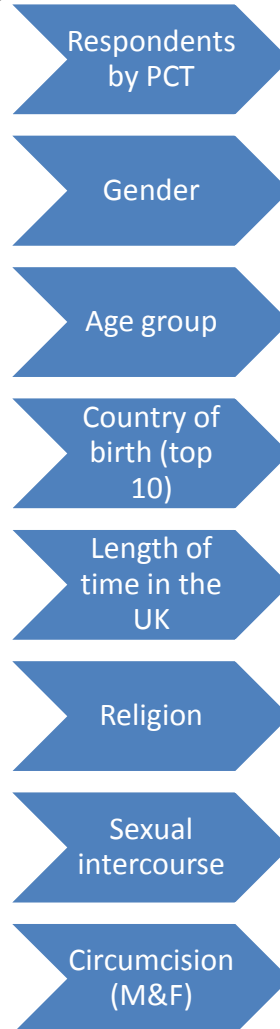 Respondents
by PCT
Gender
Age group
Country of
birth (top
10)
Length of
time in the
UK
Religion
Sexual
intercourse
Circumcision
(M&F)